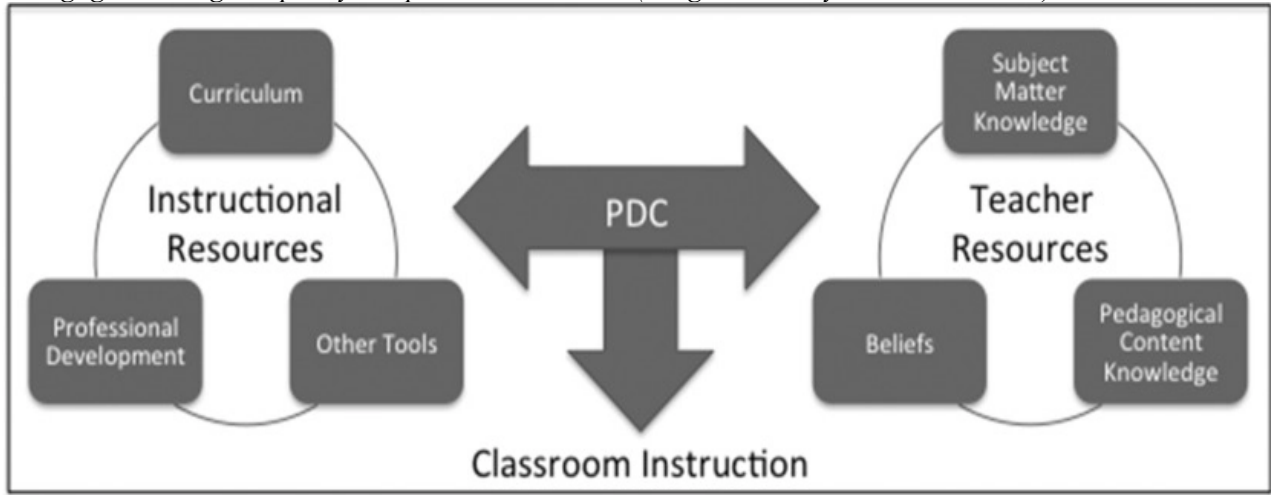 Curriculum
Instructional
Resources
Professional
Development
Other Tools
PDC
Classroom Instruction
Subject
Matter
Knowledge
Teacher
Resources
Beliefs
Pedagogical
Content
Knowledge